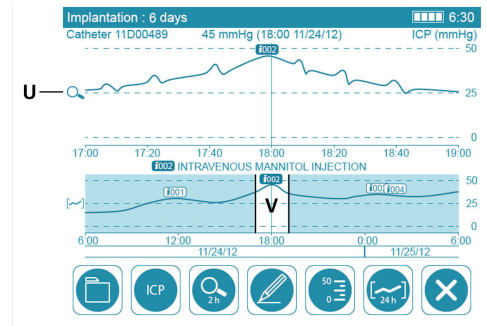 Implantation : 6 days 6:30
Catheter 11D00489 45 mmHg (18:00 11/24/12) ICP (mmHg)
i002 50
U 25
0
17:00 17:20 17:40 18:00 18:20 18:40 19:00
i002 INTRAVENOUS MANNITOL INJECTION
i002 50
i001 i003 i004
V 25
0
6:00 12:00 18:00 0:00 6:00
11/24/12 11/25/12
ICP 2h 50 0 24h